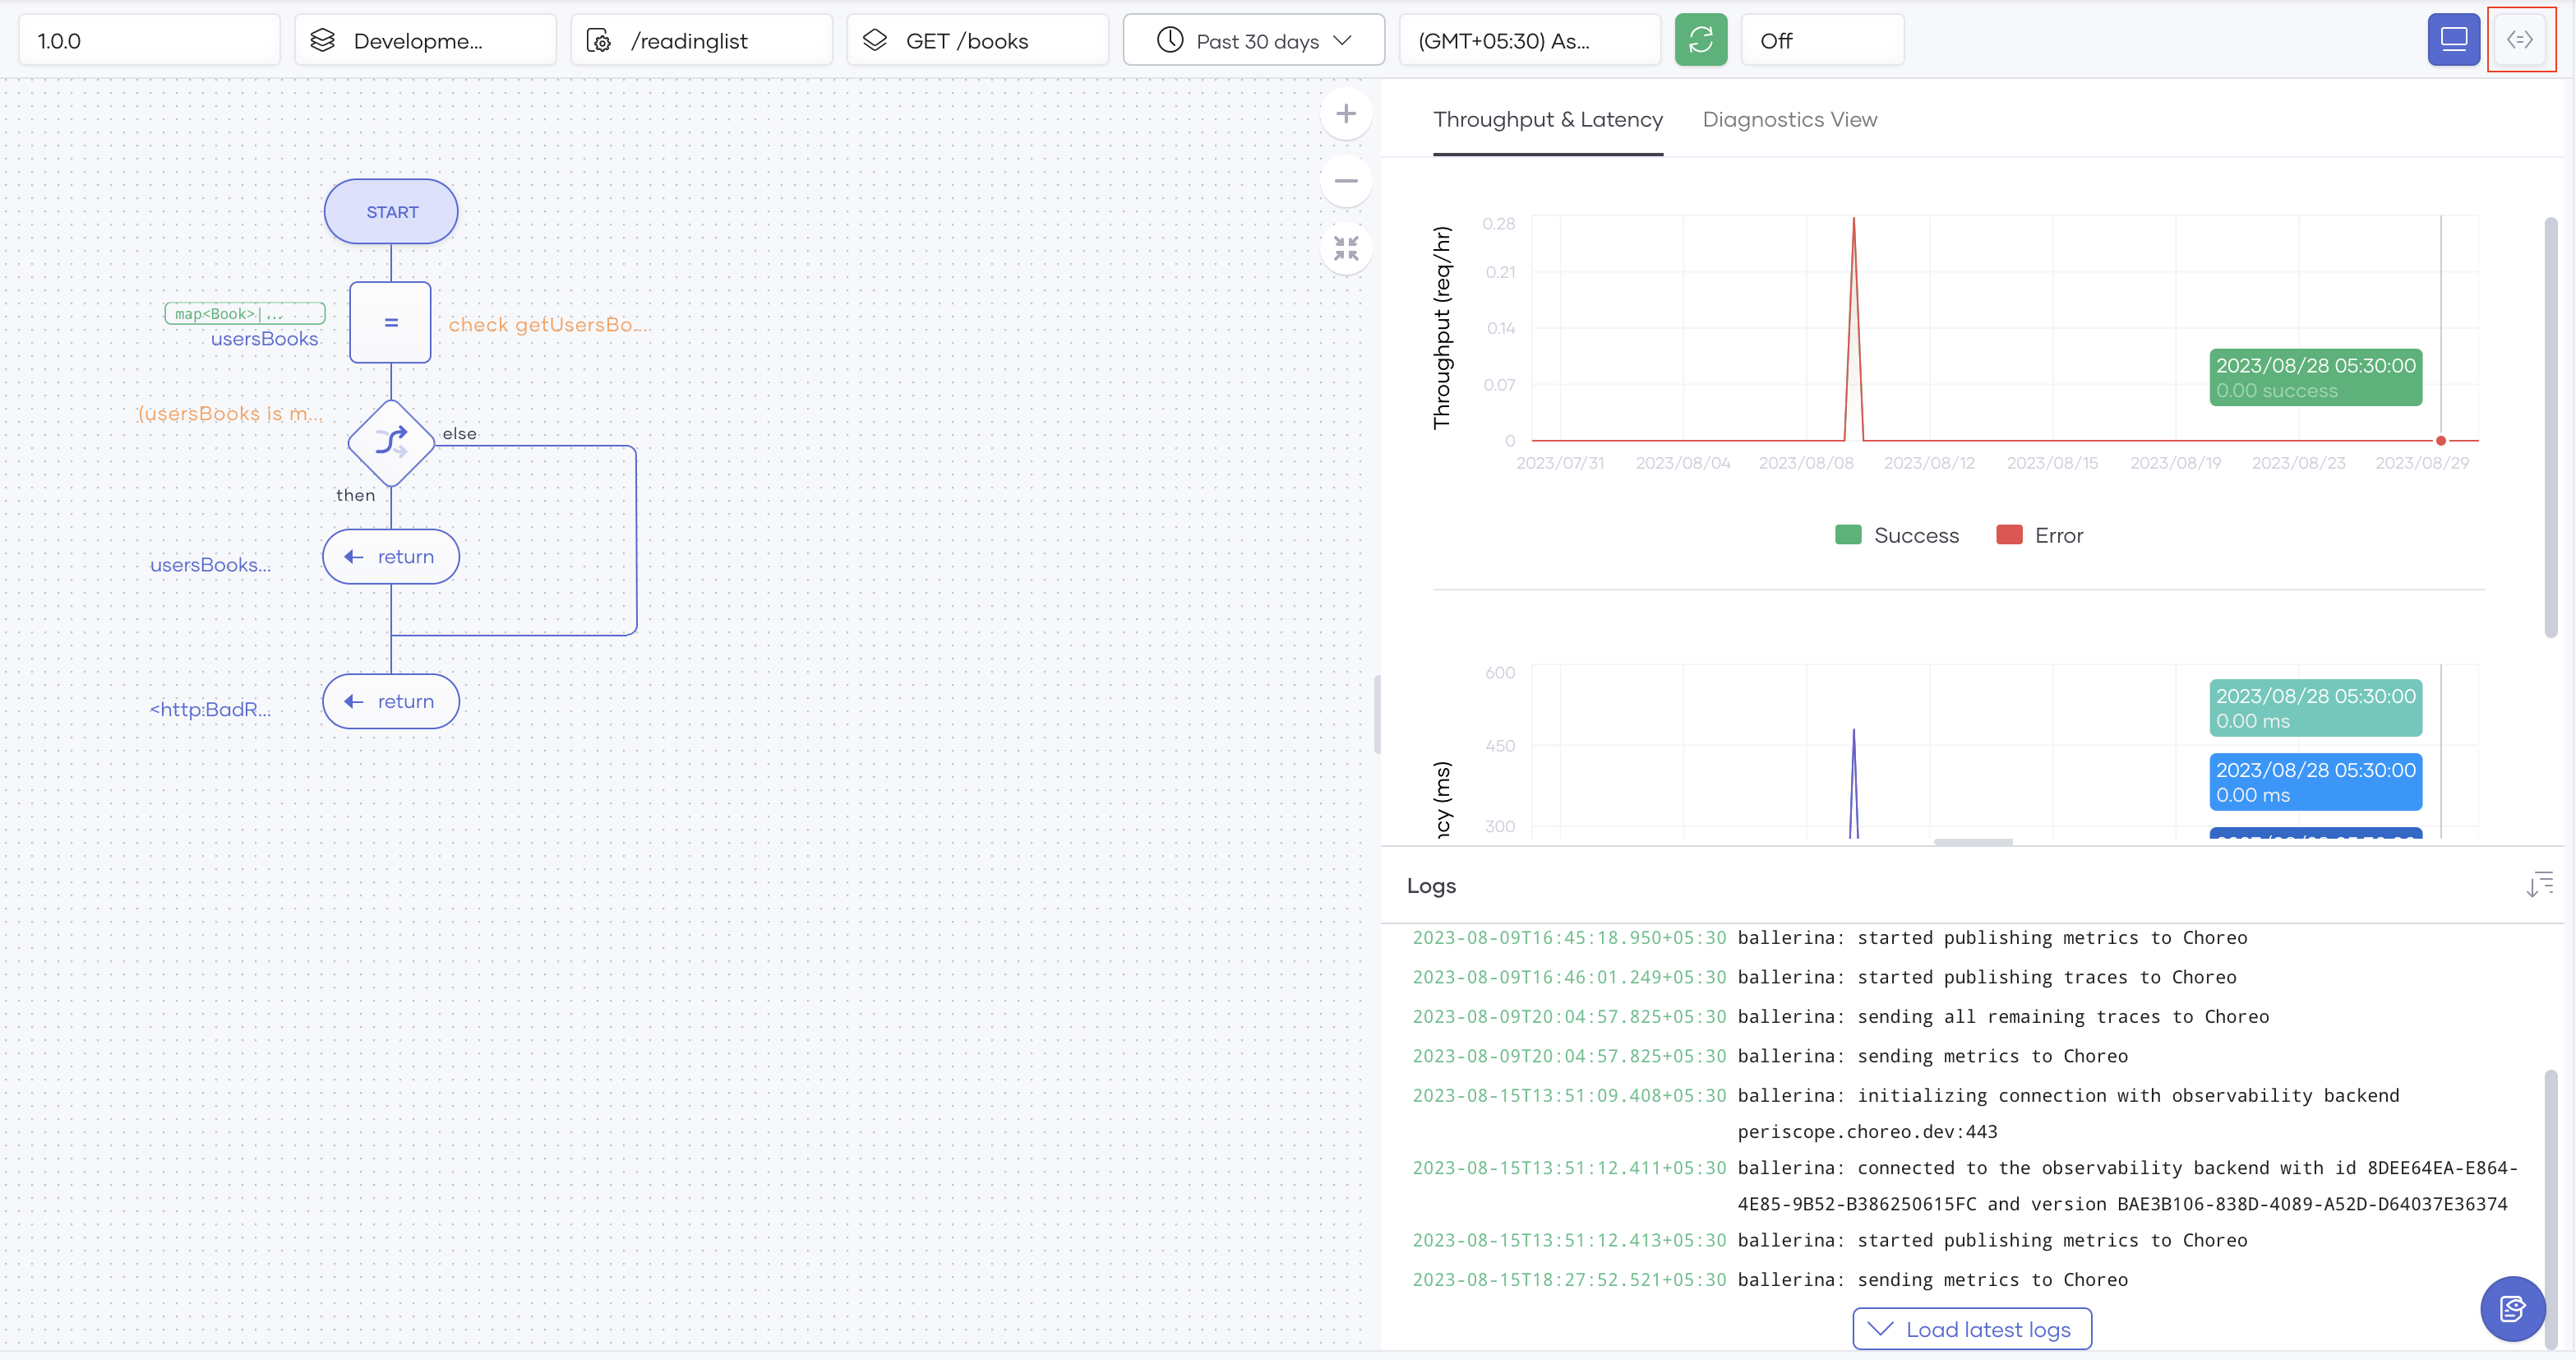 1.0.0
Developme...
/readinglist
GET /books
Past 30 days
(GMT+05:30) As...
Off
START
map<Book>|...
usersBooks
=
check getUsersBo...
(usersBooks is m...
else
then
usersBooks...
return
<http:BadR...
return
Throughput & Latency
Diagnostics View
Throughput (req/hr)
0.28
0.21
0.14
0.07
0
2023/08/28 05:30:00
0.00 success
2023/07/31
2023/08/04
2023/08/08
2023/08/12
2023/08/15
2023/08/19
2023/08/23
2023/08/29
Success
Error
ncy (ms)
600
450
300
2023/08/28 05:30:00
0.00 ms
2023/08/28 05:30:00
0.00 ms
Logs
2023-08-09T16:45:18.950+05:30 ballerina: started publishing metrics to Choreo
2023-08-09T16:46:01.249+05:30 ballerina: started publishing traces to Choreo
2023-08-09T20:04:57.825+05:30 ballerina: sending all remaining traces to Choreo
2023-08-09T20:04:57.825+05:30 ballerina: sending metrics to Choreo
2023-08-15T13:51:09.408+05:30 ballerina: initializing connection with observability backend
periscope.choreo.dev:443
2023-08-15T13:51:12.411+05:30 ballerina: connected to the observability backend with id 8DEE64EA-E864-
4E85-9B52-B386250615FC and version BAE3B106-838D-4089-A52D-D64037E36374
2023-08-15T13:51:12.413+05:30 ballerina: started publishing metrics to Choreo
2023-08-15T18:27:52.521+05:30 ballerina: sending metrics to Choreo
Load latest logs